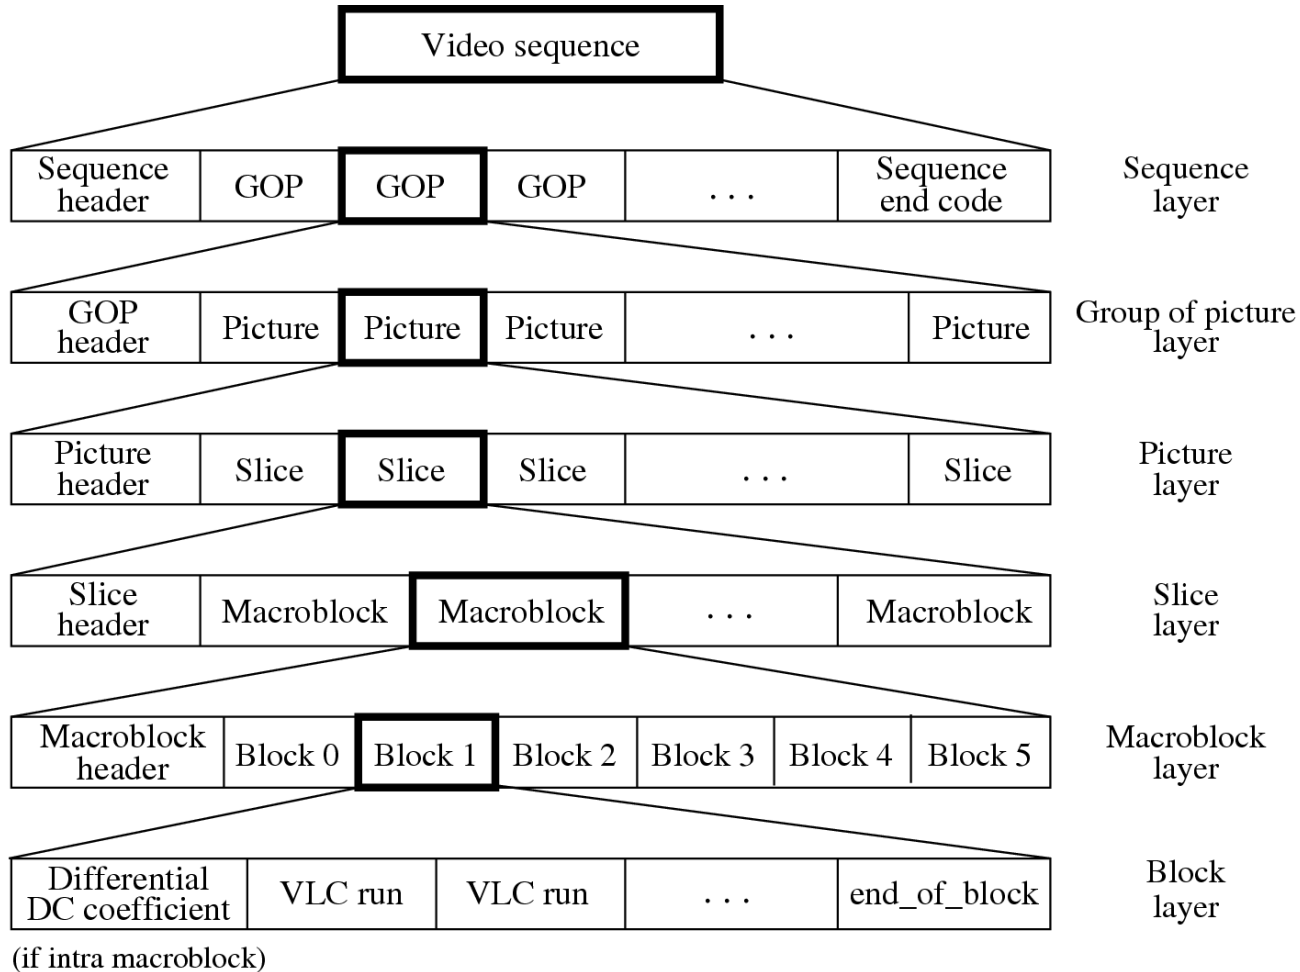 Video sequence
Sequence header GOP GOP GOP . . . Sequence end code Sequence layer
GOP header Picture Picture Picture . . . Picture Group of picture layer
Picture header Slice Slice Slice . . . Slice Picture layer
Slice header Macroblock Macroblock . . . Macroblock Slice layer
Macroblock header Block 0 Block 1 Block 2 Block 3 Block 4 Block 5 Macroblock layer
Differential DC coefficient VLC run VLC run . . . end_of_block Block layer
(if intra macroblock)